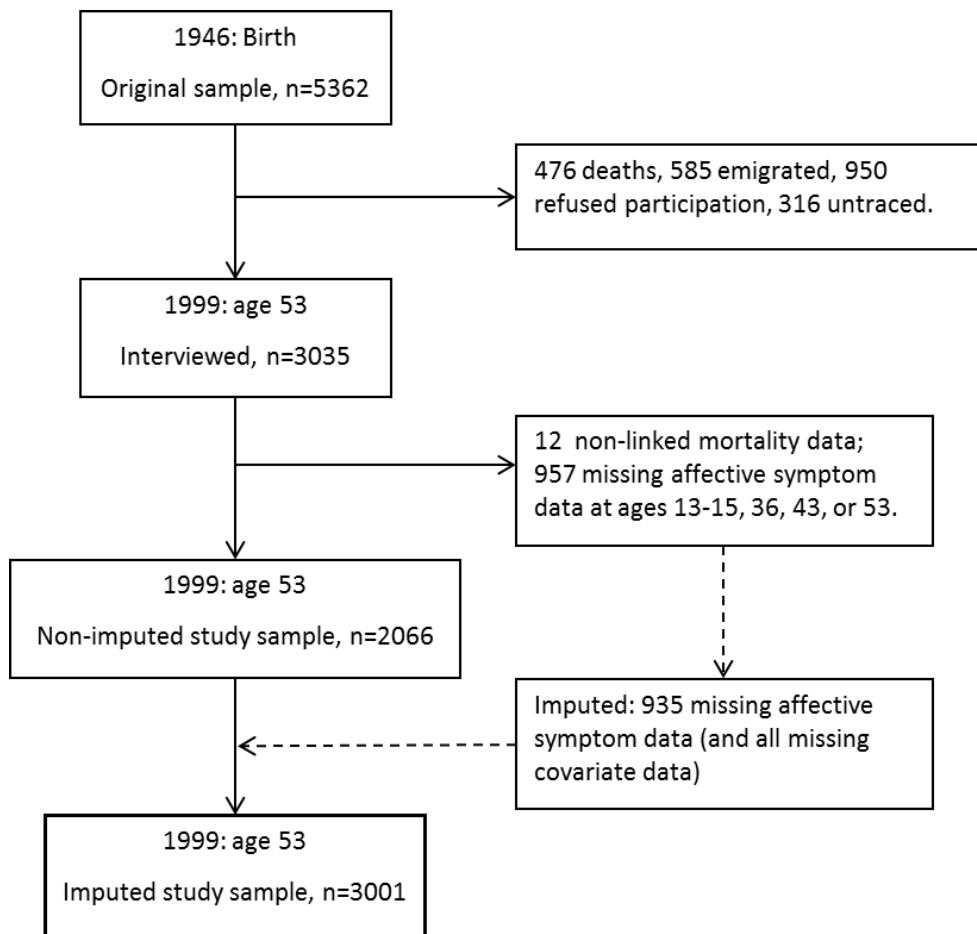 1946: Birth
Original sample, n=5362
476 deaths, 585 emigrated, 950
refused participation, 316 untraced.
1999: age 53
Interviewed, n=3035
12  non-linked mortality data;
957 missing affective symptom
data at ages 13-15, 36, 43, or 53.
1999: age 53
Non-imputed study sample, n=2066
Imputed: 935 missing affective
symptom data (and all missing
covariate data)
1999: age 53
Imputed study sample, n=3001